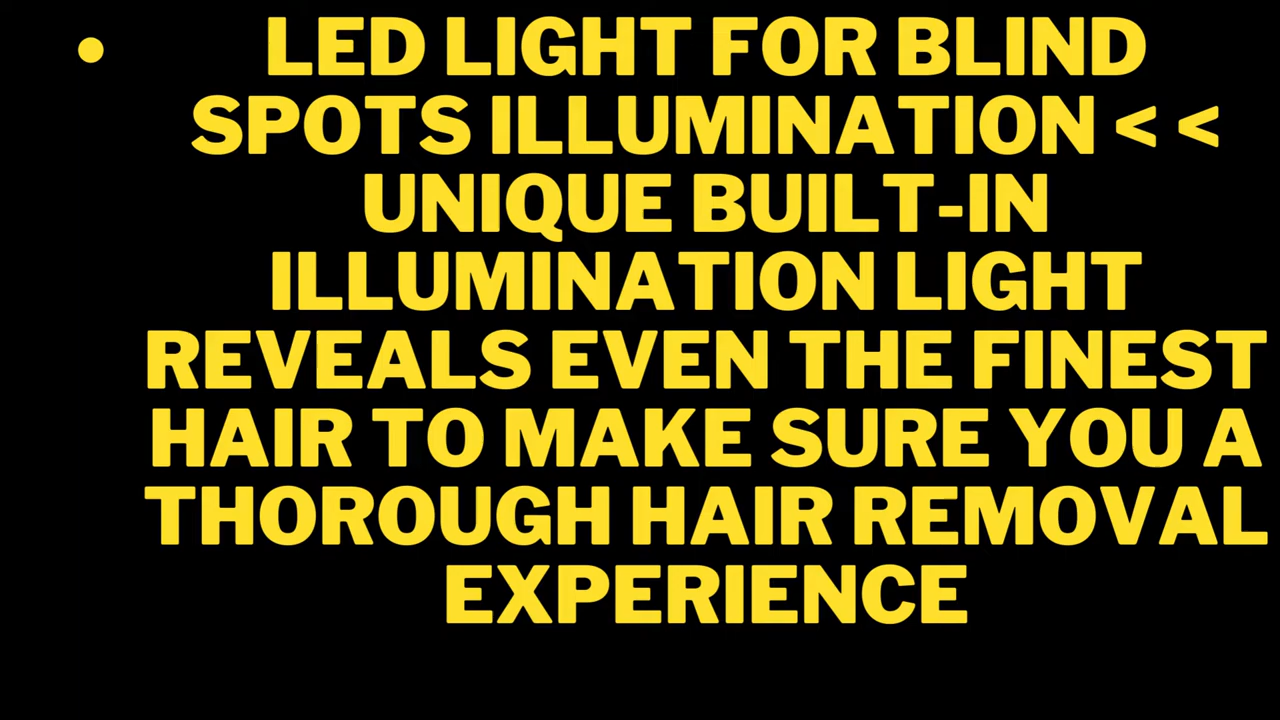 • LED LIGHT FOR BLIND
SPOTS ILLUMINATION < <
UNIQUE BUILT-IN
ILLUMINATION LIGHT
REVEALS EVEN THE FINEST
HAIR TO MAKE SURE YOU A
THOROUGH HAIR REMOVAL
EXPERIENCE